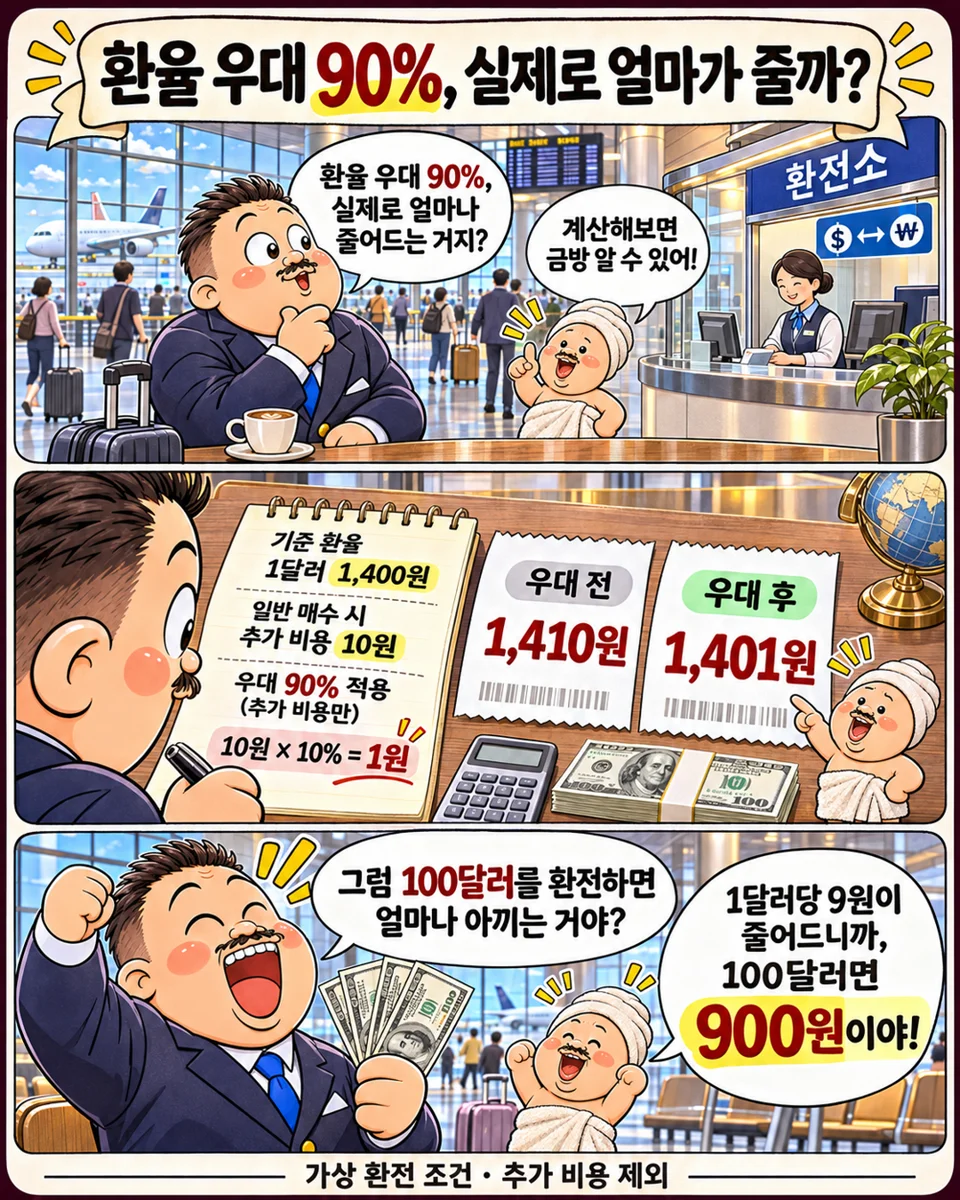 환율 우대 90%, 실제로 얼마가 줄까?
환율 우대 90%,
실제로 얼마나
줄어드는 거지?
계산해보면
금방 알 수 있어!
환전소
$ ↔ ₩
기준 환율
1달러 1,400원
일반 매수 시
추가 비용 10원
우대 90% 적용
(추가 비용만)
10원 × 10% = 1원
우대 전
1,410원
우대 후
1,401원
100
그럼 100달러를 환전하면
얼마나 아끼는 거야?
1달러당 9원이
줄어드니까,
100달러면
900원이야!
가상 환전 조건 · 추가 비용 제외